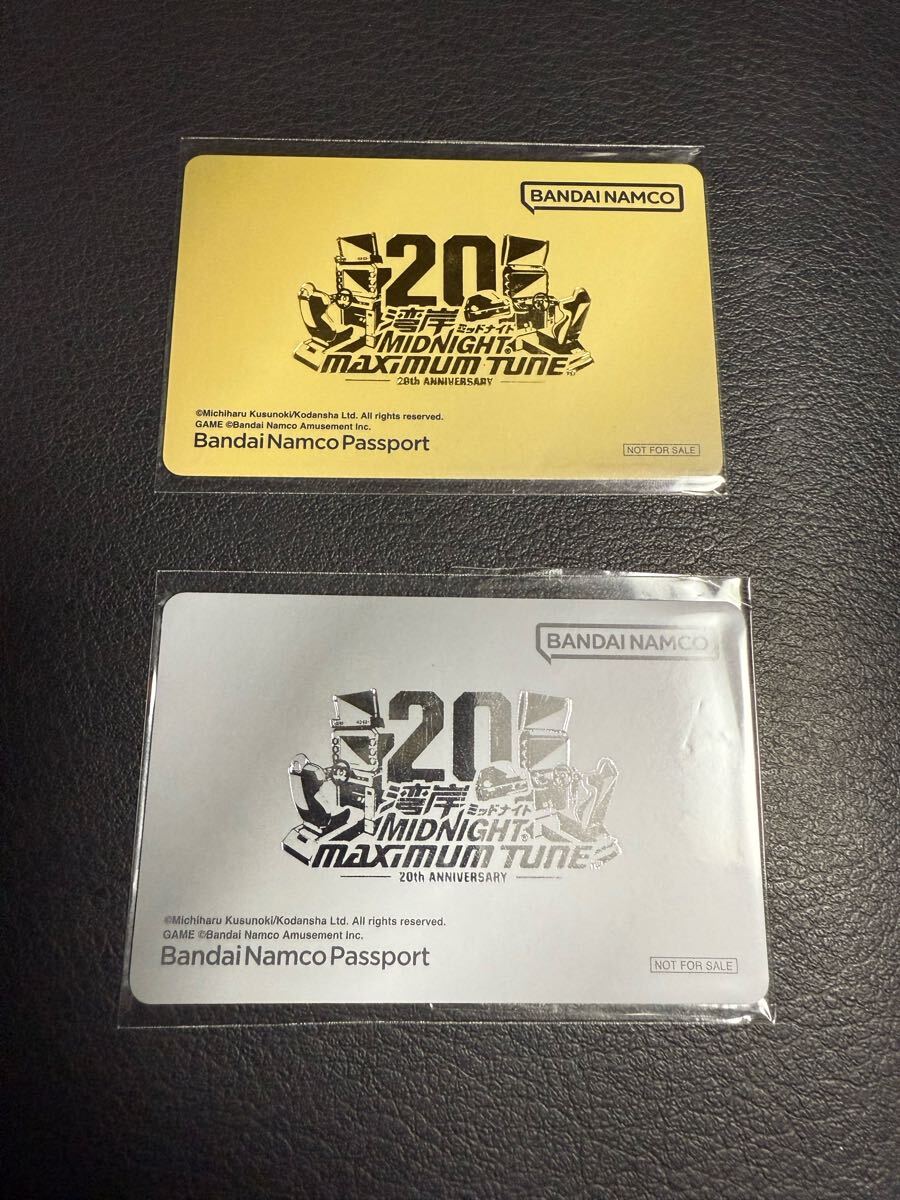 BANDAI NAMCO
20
湾岸 ミッドナイト
MIDNIGHT®
MAXIMUM TUNE™
20th ANNIVERSARY
©Michiharu Kusunoki/Kodansha Ltd. All rights reserved.
GAME ©Bandai Namco Amusement Inc.
Bandai Namco Passport
NOT FOR SALE
BANDAI NAMCO
20
湾岸 ミッドナイト
MIDNIGHT®
MAXIMUM TUNE™
20th ANNIVERSARY
©Michiharu Kusunoki/Kodansha Ltd. All rights reserved.
GAME ©Bandai Namco Amusement Inc.
Bandai Namco Passport
NOT FOR SALE